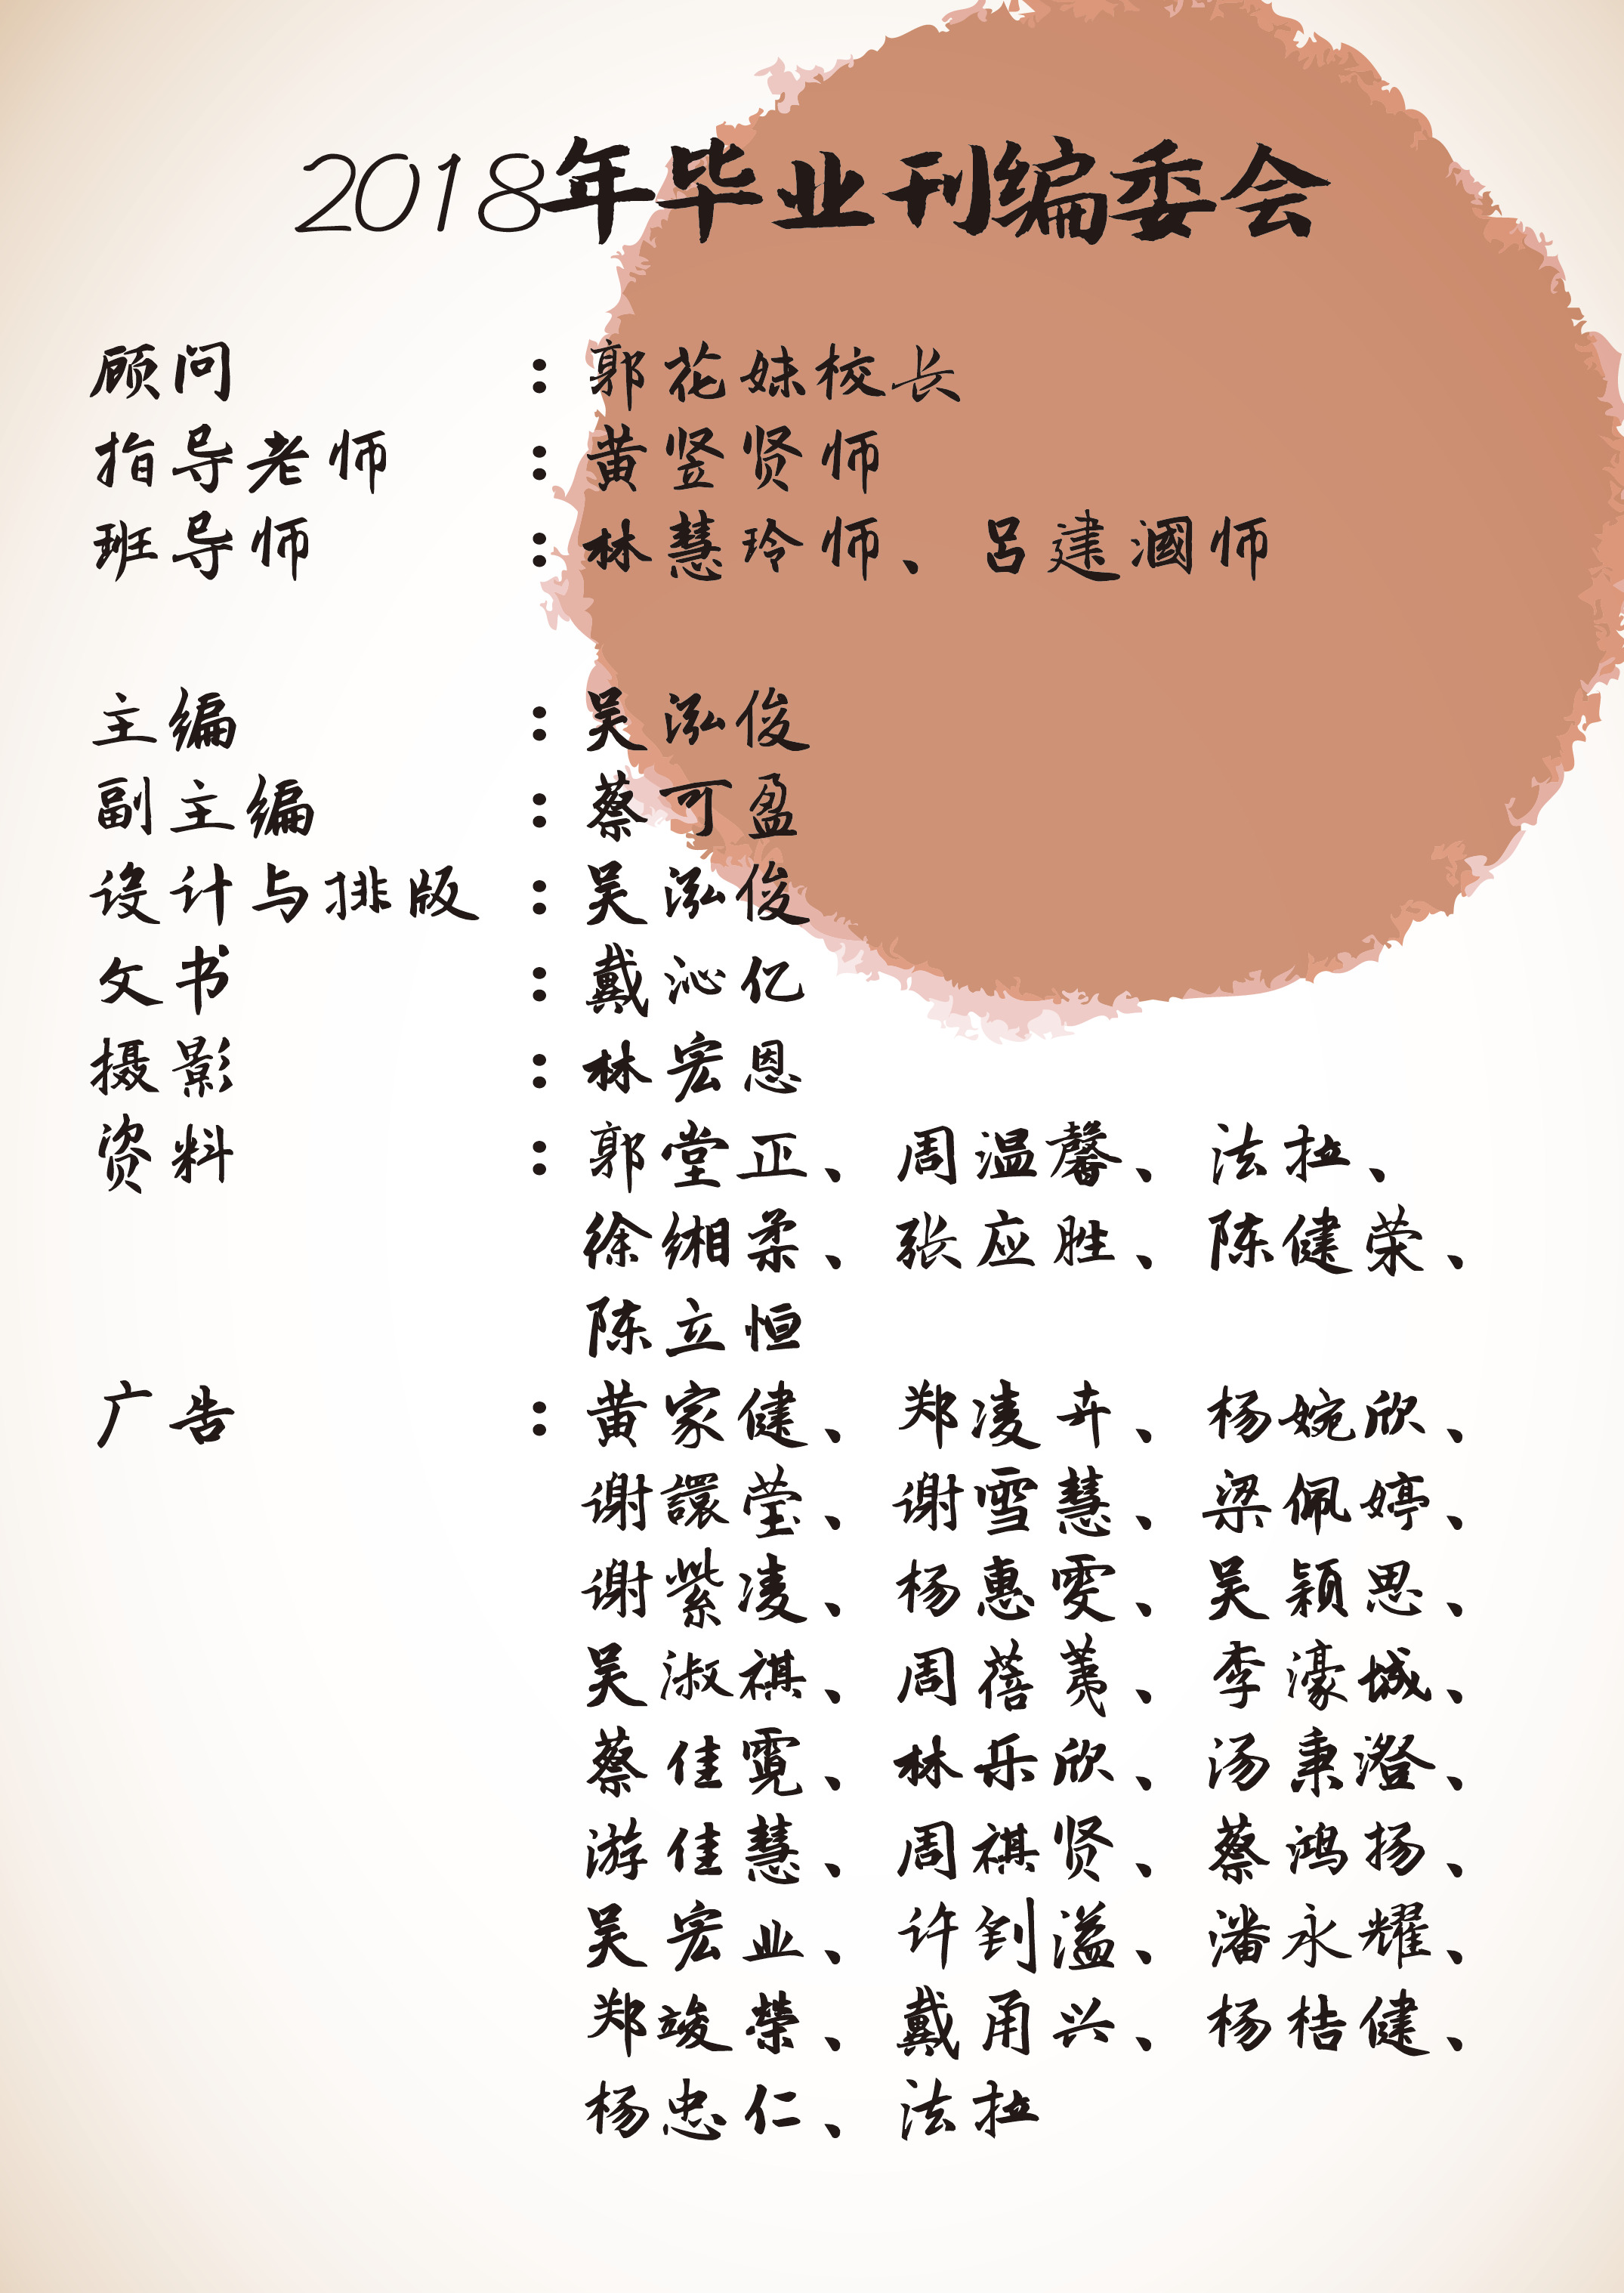 2018年毕业刊编委会
顾问 : 郭花妹校长
指导老师 : 黄竖贤师
班导师 : 林慧玲师、吕建漍师
主编 : 吴泓俊
副主编 : 蔡可盈
设计与排版 : 吴泓俊
文书 : 戴沁亿
摄影 : 林宏恩
资料 : 郭堂正、周温馨、法拉、
徐缃柔、张应胜、陈健荣、
陈立恒
广告 : 黄家健、郑凌卉、杨婉欣、
谢譞莹、谢雪慧、梁佩婷、
谢紫凌、杨惠雯、吴颖思、
吴淑祺、周蓓荑、李濠城、
蔡佳霓、林乐欣、汤秉澄、
游佳慧、周祺贤、蔡鸿扬、
吴宏业、许钊溢、潘永耀、
郑竣荣、戴甬兴、杨桔健、
杨忠仁、法拉